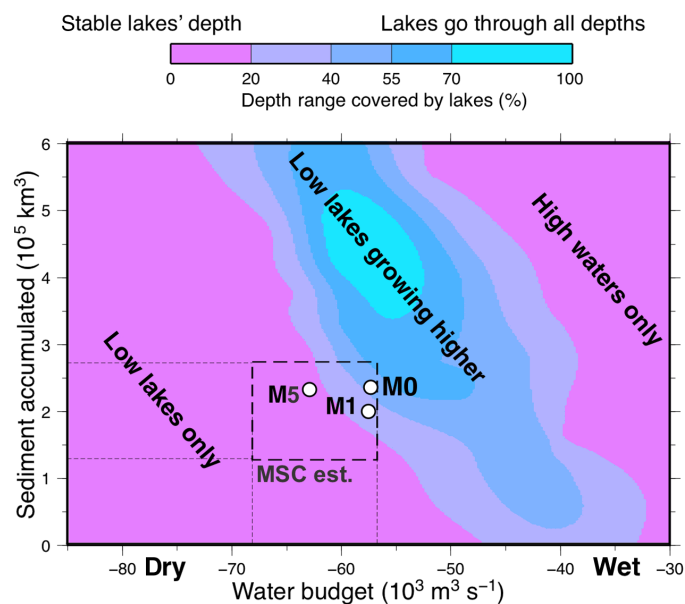 Stable lakes’ depth
Lakes go through all depths
0 20 40 55 70 100
Depth range covered by lakes (%)
Sediment accumulated (10⁵ km³)
6
5
4
3
2
1
0
Low lakes growing higher
High waters only
Low lakes only
M5
M0
M1
MSC est.
−80 −70 −60 −50 −40 −30
Dry
Wet
Water budget (10³ m³ s⁻¹)